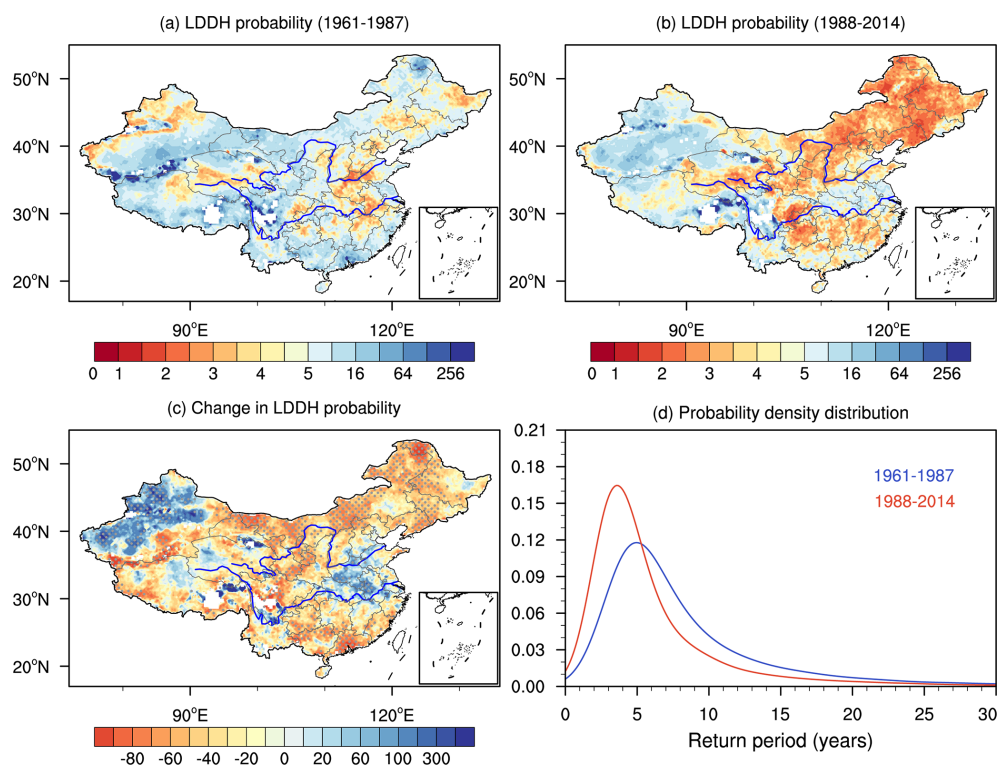 (a) LDDH probability (1961-1987)
50°N
40°N
30°N
20°N
90°E 120°E
0 1 2 3 4 5 16 64 256
(b) LDDH probability (1988-2014)
50°N
40°N
30°N
20°N
90°E 120°E
0 1 2 3 4 5 16 64 256
(c) Change in LDDH probability
50°N
40°N
30°N
20°N
90°E 120°E
-80 -60 -40 -20 0 20 60 100 300
(d) Probability density distribution
0.21
0.18
0.15
0.12
0.09
0.06
0.03
0.00
1961-1987
1988-2014
0 5 10 15 20 25 30
Return period (years)